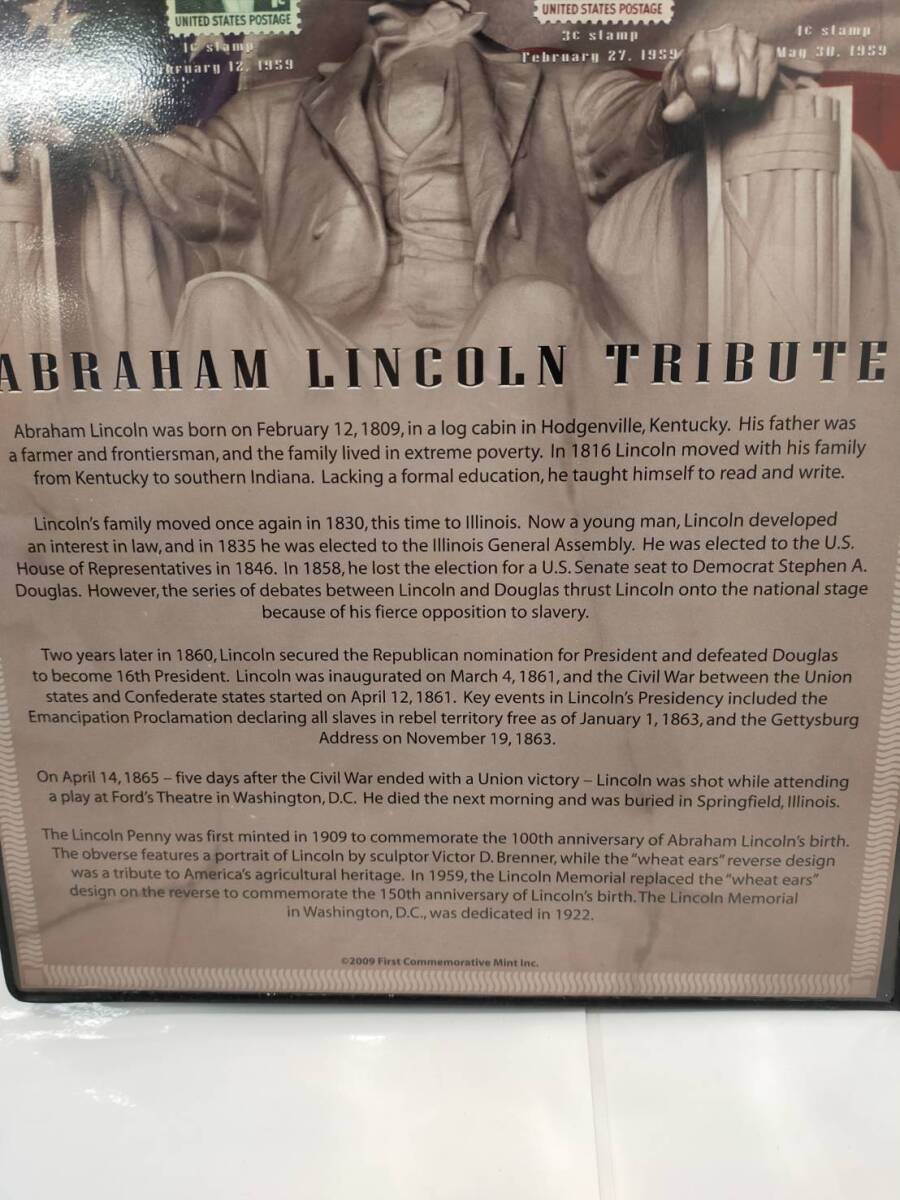 1c
UNITED STATES POSTAGE
UNITED STATES POSTAGE
1c stamp
3c stamp
4c stamp
February 27, 1959
May 30, 1959
12, 1959
ABRAHAM LINCOLN TRIBUTE
Abraham Lincoln was born on February 12, 1809, in a log cabin in Hodgenville, Kentucky. His father was
a farmer and frontiersman, and the family lived in extreme poverty. In 1816 Lincoln moved with his family
from Kentucky to southern Indiana. Lacking a formal education, he taught himself to read and write.
Lincoln's family moved once again in 1830, this time to Illinois. Now a young man, Lincoln developed
an interest in law, and in 1835 he was elected to the Illinois General Assembly. He was elected to the U.S.
House of Representatives in 1846. In 1858, he lost the election for a U.S. Senate seat to Democrat Stephen A.
Douglas. However, the series of debates between Lincoln and Douglas thrust Lincoln onto the national stage
because of his fierce opposition to slavery.
Two years later in 1860, Lincoln secured the Republican nomination for President and defeated Douglas
to become 16th President. Lincoln was inaugurated on March 4, 1861, and the Civil War between the Union
states and Confederate states started on April 12, 1861. Key events in Lincoln's Presidency included the
Emancipation Proclamation declaring all slaves in rebel territory free as of January 1, 1863, and the Gettysburg
Address on November 19, 1863.
On April 14, 1865 – five days after the Civil War ended with a Union victory – Lincoln was shot while attending
a play at Ford's Theatre in Washington, D.C. He died the next morning and was buried in Springfield, Illinois.
The Lincoln Penny was first minted in 1909 to commemorate the 100th anniversary of Abraham Lincoln's birth.
The obverse features a portrait of Lincoln by sculptor Victor D. Brenner, while the "wheat ears" reverse design
was a tribute to America's agricultural heritage. In 1959, the Lincoln Memorial replaced the "wheat ears"
design on the reverse to commemorate the 150th anniversary of Lincoln's birth. The Lincoln Memorial
in Washington, D.C., was dedicated in 1922.
©2009 First Commemorative Mint Inc.